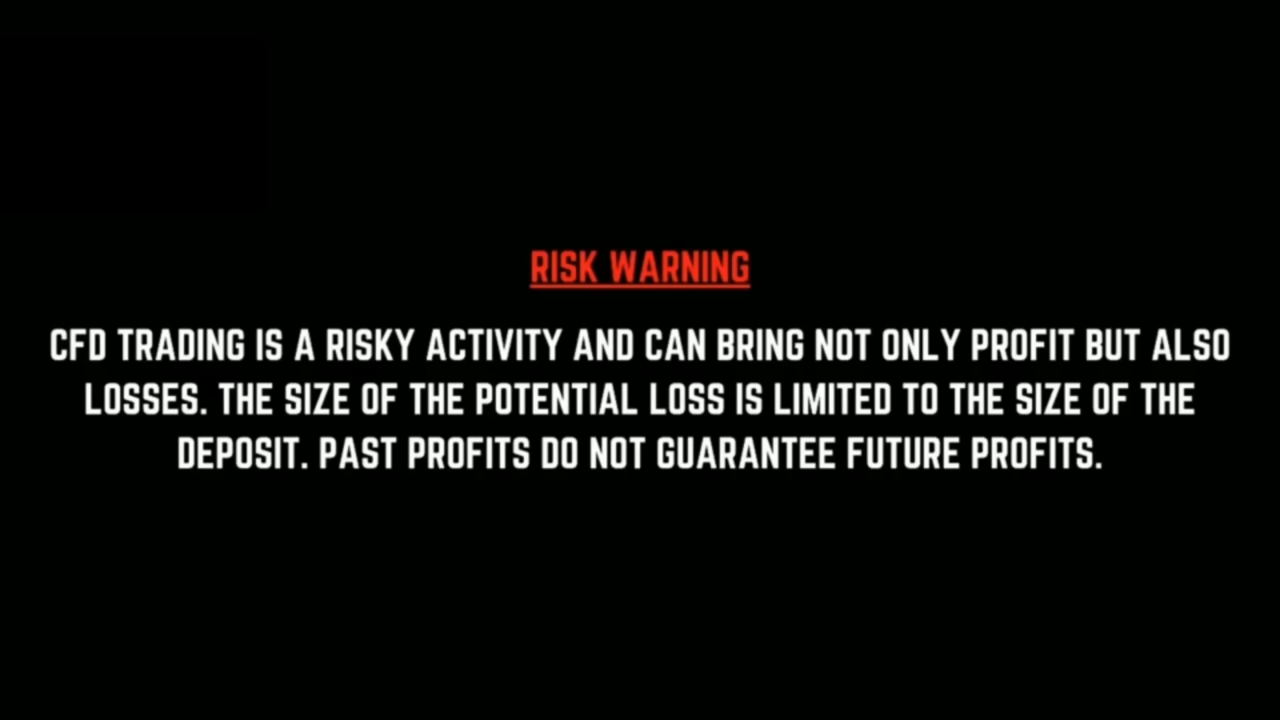 RISK WARNING
CFD TRADING IS A RISKY ACTIVITY AND CAN BRING NOT ONLY PROFIT BUT ALSO
LOSSES. THE SIZE OF THE POTENTIAL LOSS IS LIMITED TO THE SIZE OF THE
DEPOSIT. PAST PROFITS DO NOT GUARANTEE FUTURE PROFITS.